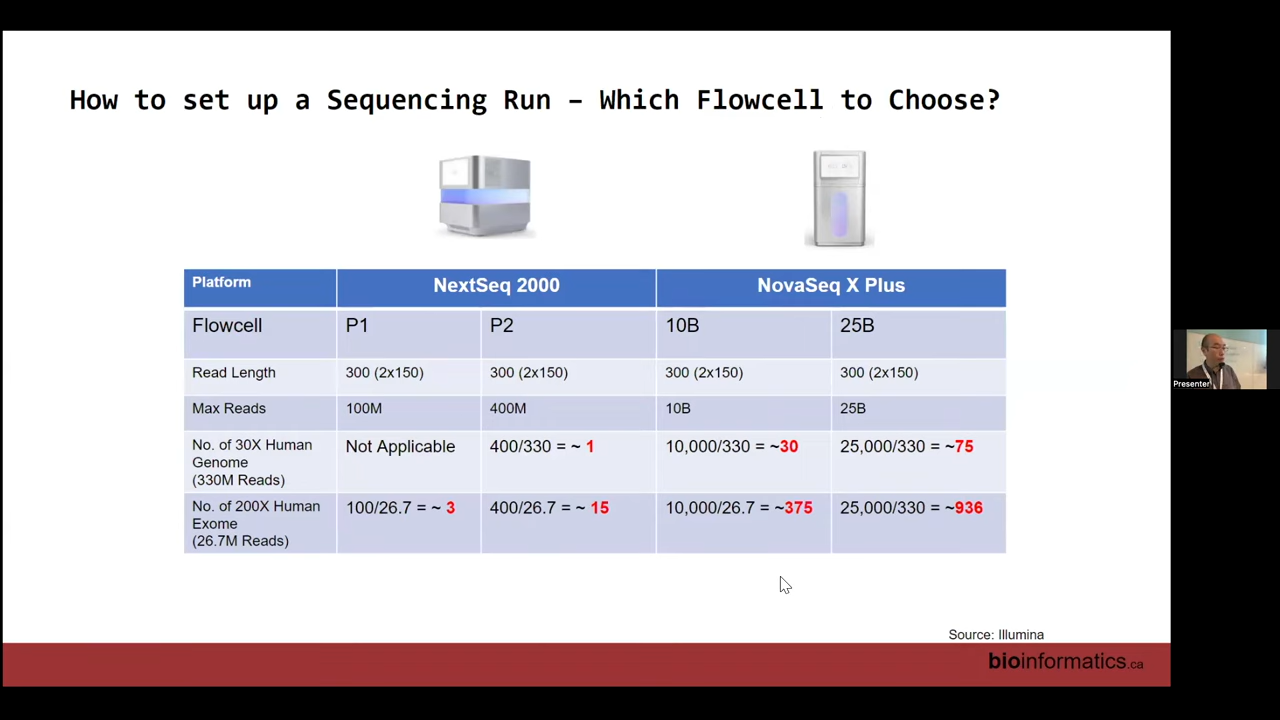 How to set up a Sequencing Run – Which Flowcell to Choose?
Platform
NextSeq 2000
NovaSeq X Plus
Flowcell
P1
P2
10B
25B
Read Length
300 (2x150)
300 (2x150)
300 (2x150)
300 (2x150)
Max Reads
100M
400M
10B
25B
No. of 30X Human
Genome
(330M Reads)
Not Applicable
400/330 = ~ 1
10,000/330 = ~30
25,000/330 = ~75
No. of 200X Human
Exome
(26.7M Reads)
100/26.7 = ~ 3
400/26.7 = ~ 15
10,000/26.7 = ~375
25,000/330 = ~936
Source: Illumina
bioinformatics.ca
Presenter